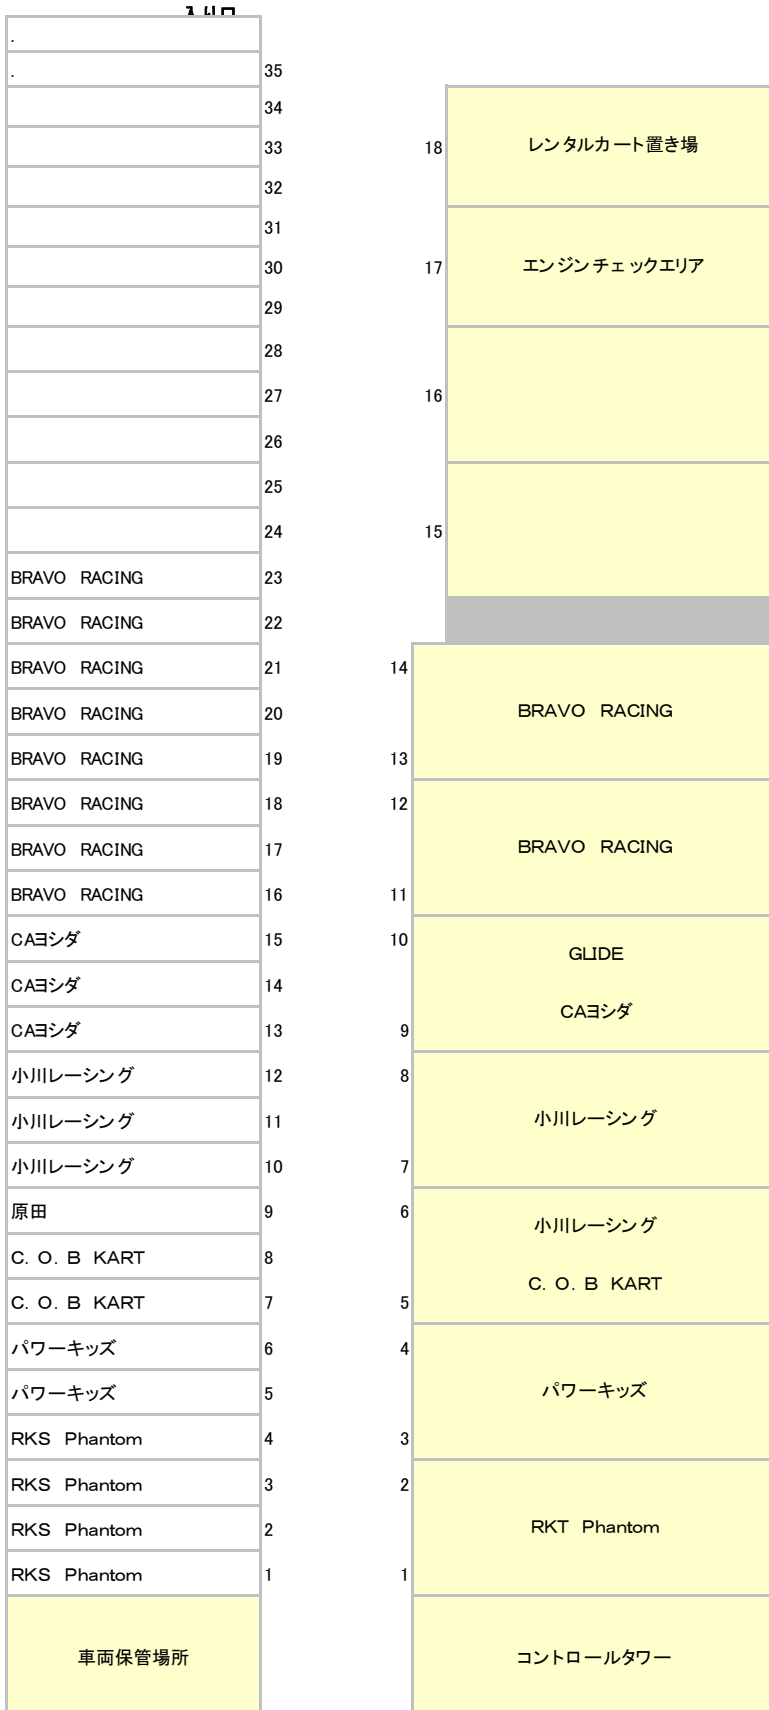 入り口
.
. 35
34
33 18 レンタルカート置き場
32
31
30 17 エンジンチェックエリア
29
28
27 16
26
25
24 15
BRAVO RACING 23
BRAVO RACING 22
BRAVO RACING 21 14
BRAVO RACING 20 BRAVO RACING
BRAVO RACING 19 13
BRAVO RACING 18 12
BRAVO RACING 17 BRAVO RACING
BRAVO RACING 16 11
CAヨシダ 15 10
GLIDE
CAヨシダ 14
CAヨシダ
CAヨシダ 13 9
小川レーシング 12 8
小川レーシング 11 小川レーシング
小川レーシング 10 7
原田 9 6
小川レーシング
C．O．B KART 8
C．O．B KART
C．O．B KART 7 5
パワーキッズ 6 4
パワーキッズ 5 パワーキッズ
RKS Phantom 4 3
RKS Phantom 3 2
RKS Phantom 2 RKT Phantom
RKS Phantom 1 1
車両保管場所 コントロールタワー